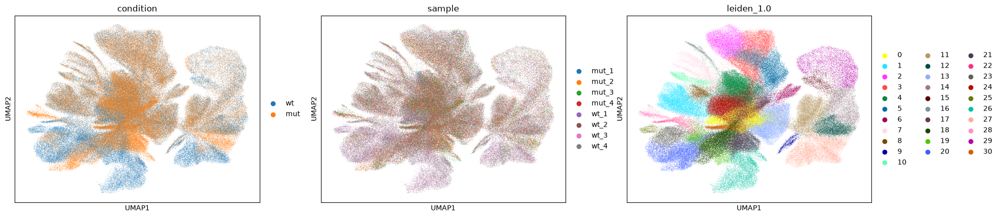 condition
UMAP2
UMAP1
wt
mut
sample
UMAP2
UMAP1
mut_1
mut_2
mut_3
mut_4
wt_1
wt_2
wt_3
wt_4
leiden_1.0
UMAP2
UMAP1
0
1
2
3
4
5
6
7
8
9
10
11
12
13
14
15
16
17
18
19
20
21
22
23
24
25
26
27
28
29
30